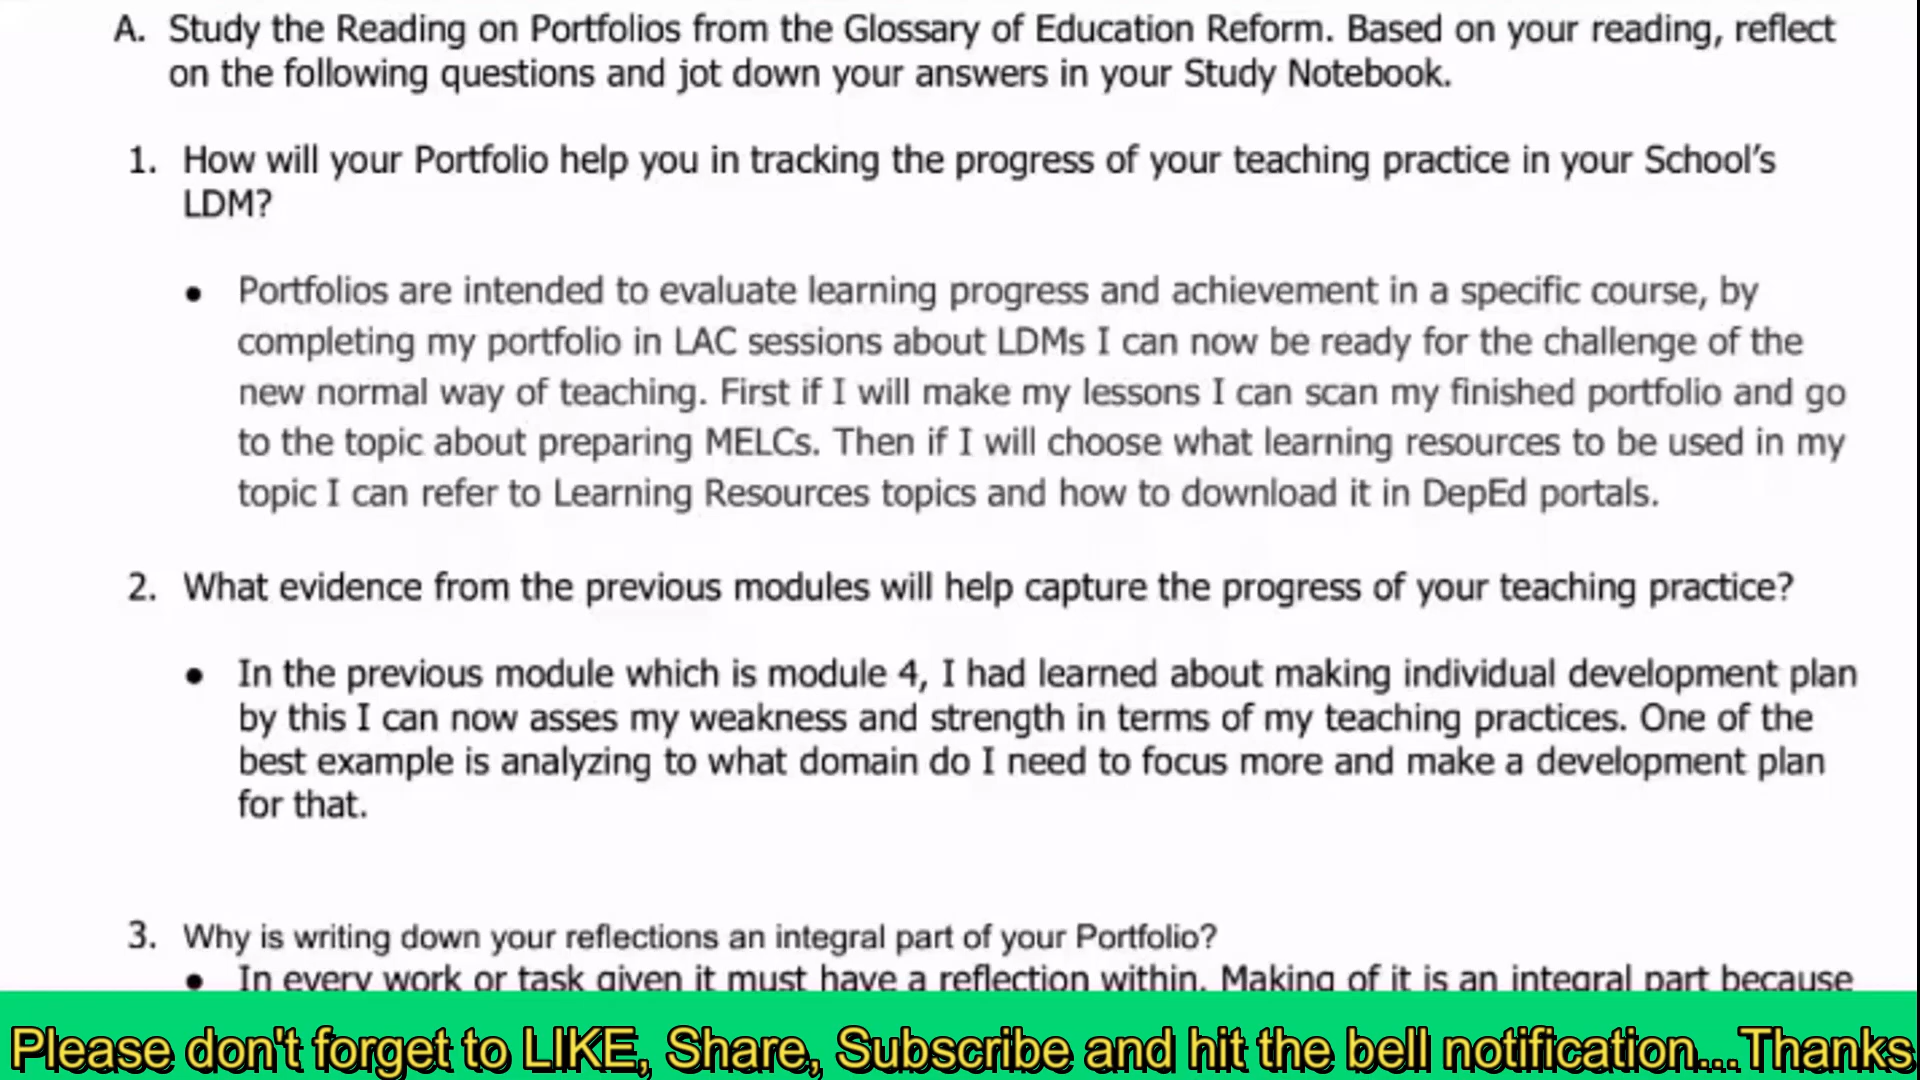 A. Study the Reading on Portfolios from the Glossary of Education Reform. Based on your reading, reflect
on the following questions and jot down your answers in your Study Notebook.
1. How will your Portfolio help you in tracking the progress of your teaching practice in your School's
LDM?
• Portfolios are intended to evaluate learning progress and achievement in a specific course, by
completing my portfolio in LAC sessions about LDMs I can now be ready for the challenge of the
new normal way of teaching. First if I will make my lessons I can scan my finished portfolio and go
to the topic about preparing MELCs. Then if I will choose what learning resources to be used in my
topic I can refer to Learning Resources topics and how to download it in DepEd portals.
2. What evidence from the previous modules will help capture the progress of your teaching practice?
• In the previous module which is module 4, I had learned about making individual development plan
by this I can now asses my weakness and strength in terms of my teaching practices. One of the
best example is analyzing to what domain do I need to focus more and make a development plan
for that.
3. Why is writing down your reflections an integral part of your Portfolio?
• In every work or task given it must have a reflection within. Making of it is an integral part because
Please don't forget to LIKE, Share, Subscribe and hit the bell notification...Thanks